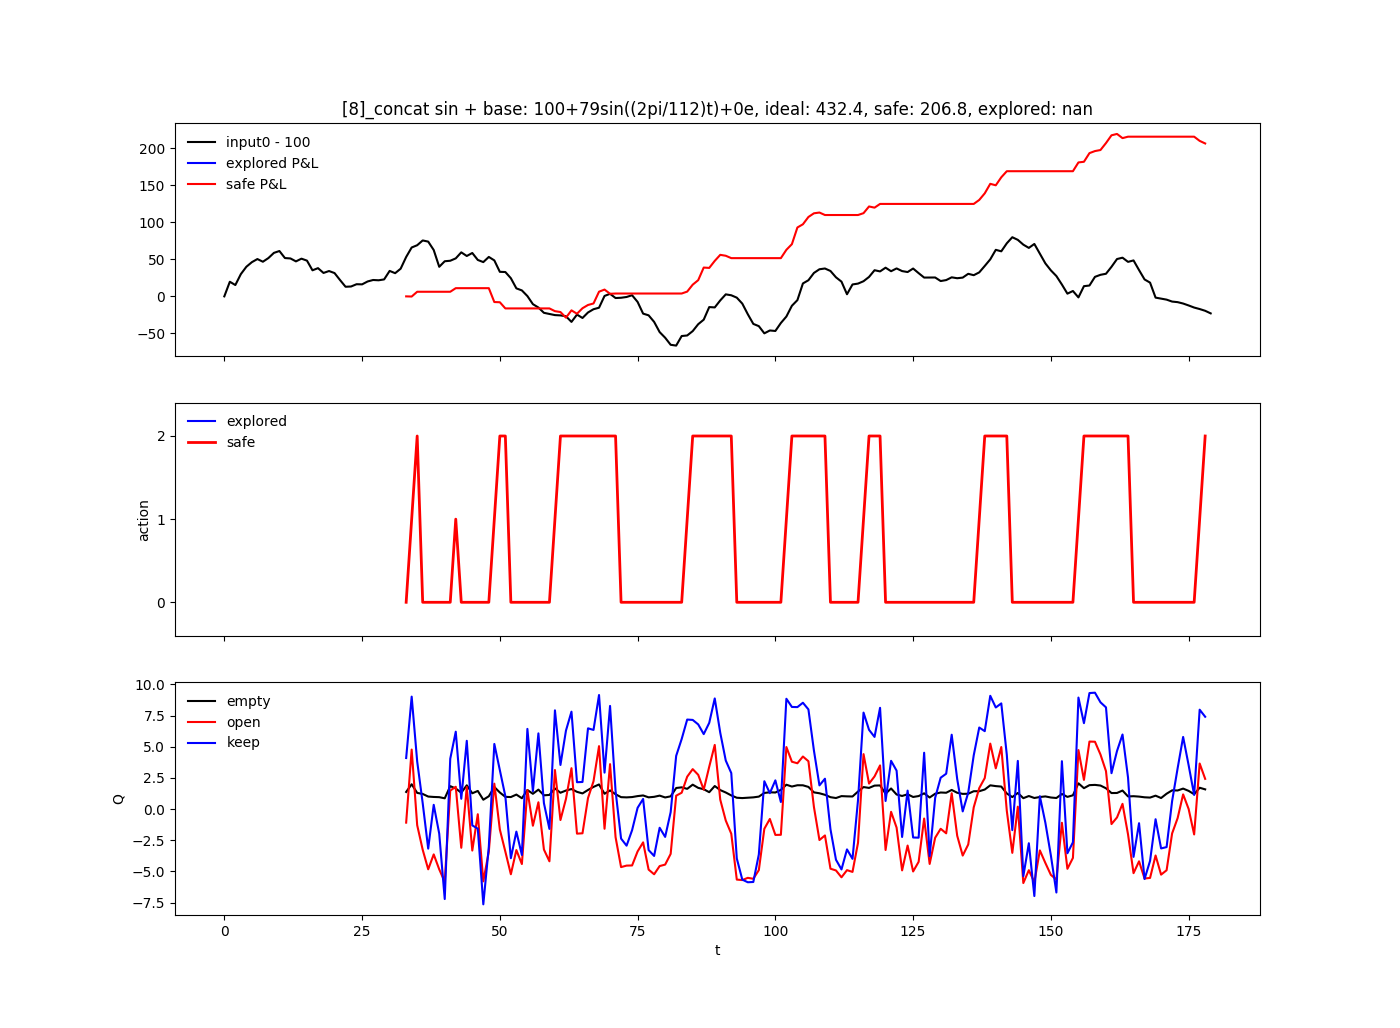 [8]_concat sin + base: 100+79sin((2pi/112)t)+0e, ideal: 432.4, safe: 206.8, explored: nan
input0 - 100
explored P&L
safe P&L
200
150
100
50
0
−50
explored
safe
2
1
0
action
empty
open
keep
10.0
7.5
5.0
2.5
0.0
−2.5
−5.0
−7.5
Q
0
25
50
75
100
125
150
175
t